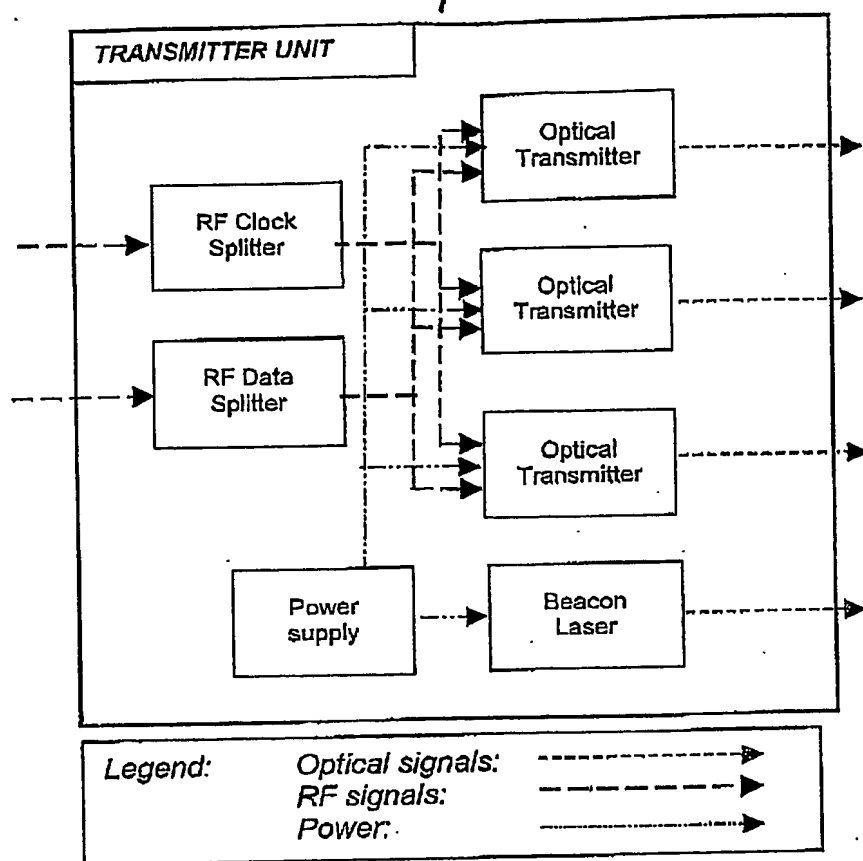 TRANSMITTER UNIT
Optical
Transmitter
RF Clock
Splitter
Optical
Transmitter
RF Data
Splitter
Optical
Transmitter
Power
supply
Beacon
Laser
Legend:
Optical signals:
RF signals:
Power: